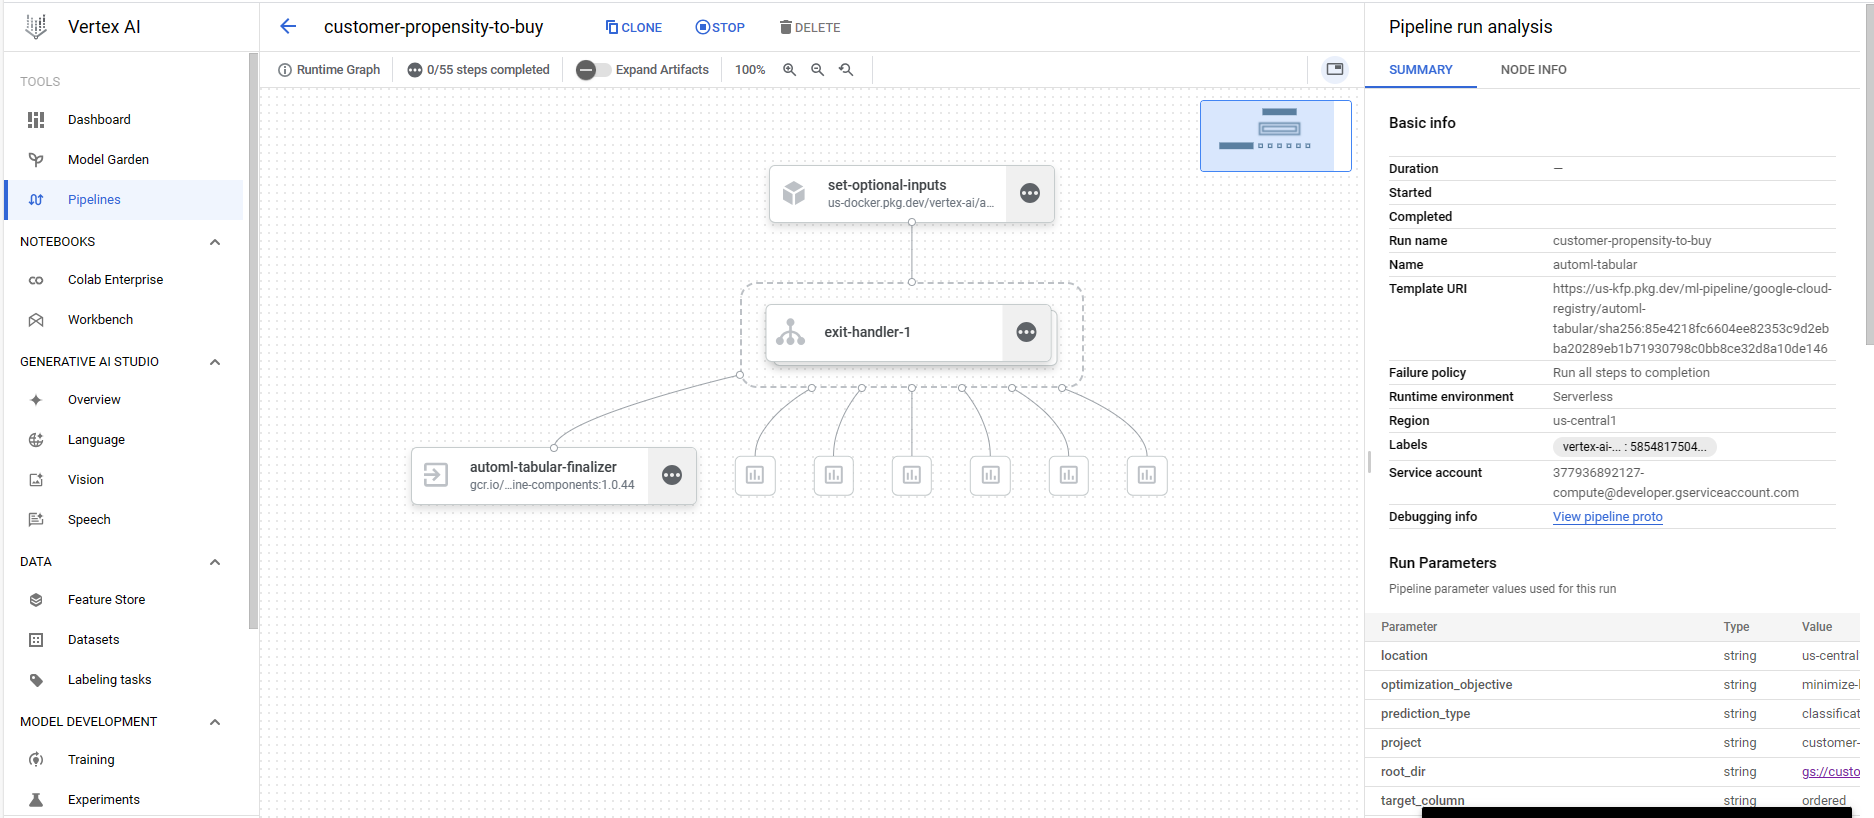 Vertex AI
customer-propensity-to-buy
CLONE
STOP
DELETE
Pipeline run analysis
TOOLS
Dashboard
Model Garden
Pipelines
NOTEBOOKS
Colab Enterprise
Workbench
GENERATIVE AI STUDIO
Overview
Language
Vision
Speech
DATA
Feature Store
Datasets
Labeling tasks
MODEL DEVELOPMENT
Training
Experiments
Runtime Graph
0/55 steps completed
Expand Artifacts
100%
set-optional-inputs
us-docker.pkg.dev/vertex-ai/a...
exit-handler-1
automl-tabular-finalizer
gcr.io/...ine-components:1.0.44
SUMMARY
NODE INFO
Basic info
Duration —
Started
Completed
Run name customer-propensity-to-buy
Name automl-tabular
Template URI https://us-kfp.pkg.dev/ml-pipeline/google-cloud-
registry/automl-
tabular/sha256:85e4218fc6604ee82353c9d2eb
ba20289eb1b71930798c0bb8ce32d8a10de146
Failure policy Run all steps to completion
Runtime environment Serverless
Region us-central1
Labels vertex-ai-... : 5854817504...
Service account 377936892127-
compute@developer.gserviceaccount.com
Debugging info View pipeline proto
Run Parameters
Pipeline parameter values used for this run
Parameter Type Value
location string us-central
optimization_objective string minimize-l
prediction_type string classificat
project string customer-
root_dir string gs://custo
target_column string ordered